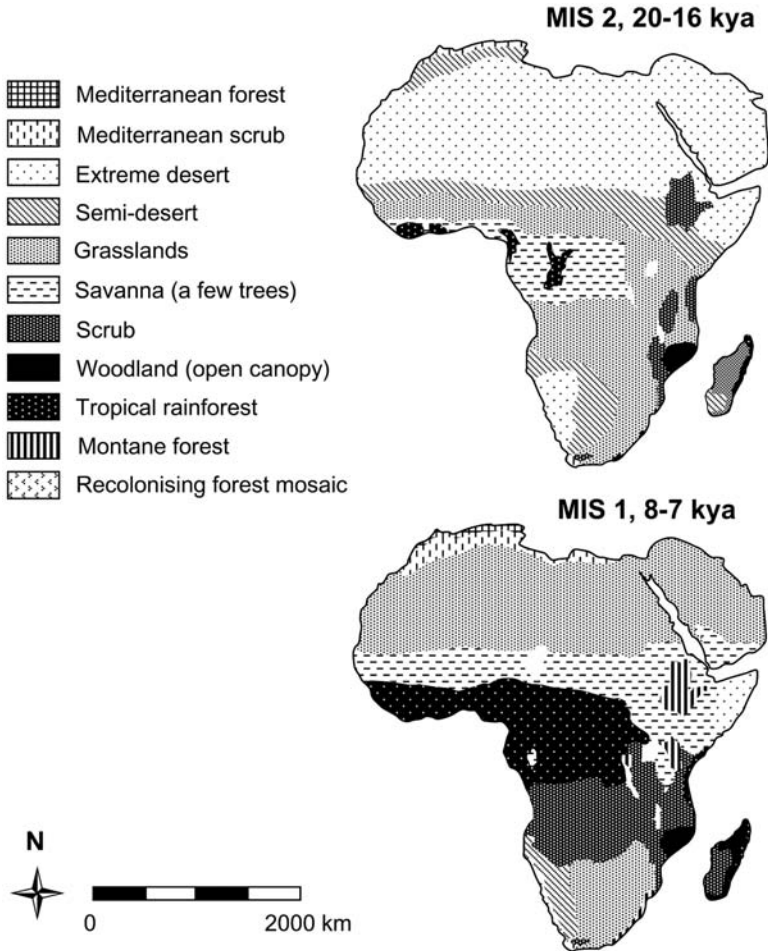 MIS 2, 20-16 kya
Mediterranean forest
Mediterranean scrub
Extreme desert
Semi-desert
Grasslands
Savanna (a few trees)
Scrub
Woodland (open canopy)
Tropical rainforest
Montane forest
Recolonising forest mosaic
MIS 1, 8-7 kya
N
0 2000 km